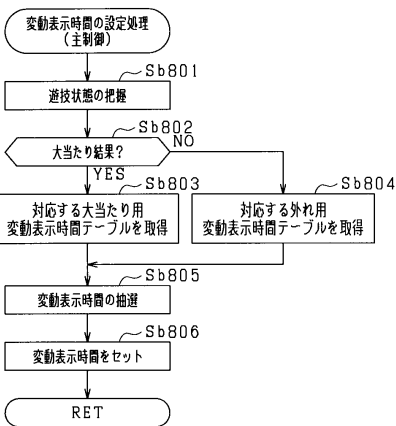 変動表示時間の設定処理
(主制御)
Sb801
遊技状態の把握
Sb802
大当たり結果?
NO
YES
Sb803
Sb804
対応する大当たり用
変動表示時間テーブルを取得
対応する外れ用
変動表示時間テーブルを取得
Sb805
変動表示時間の抽選
Sb806
変動表示時間をセット
RET